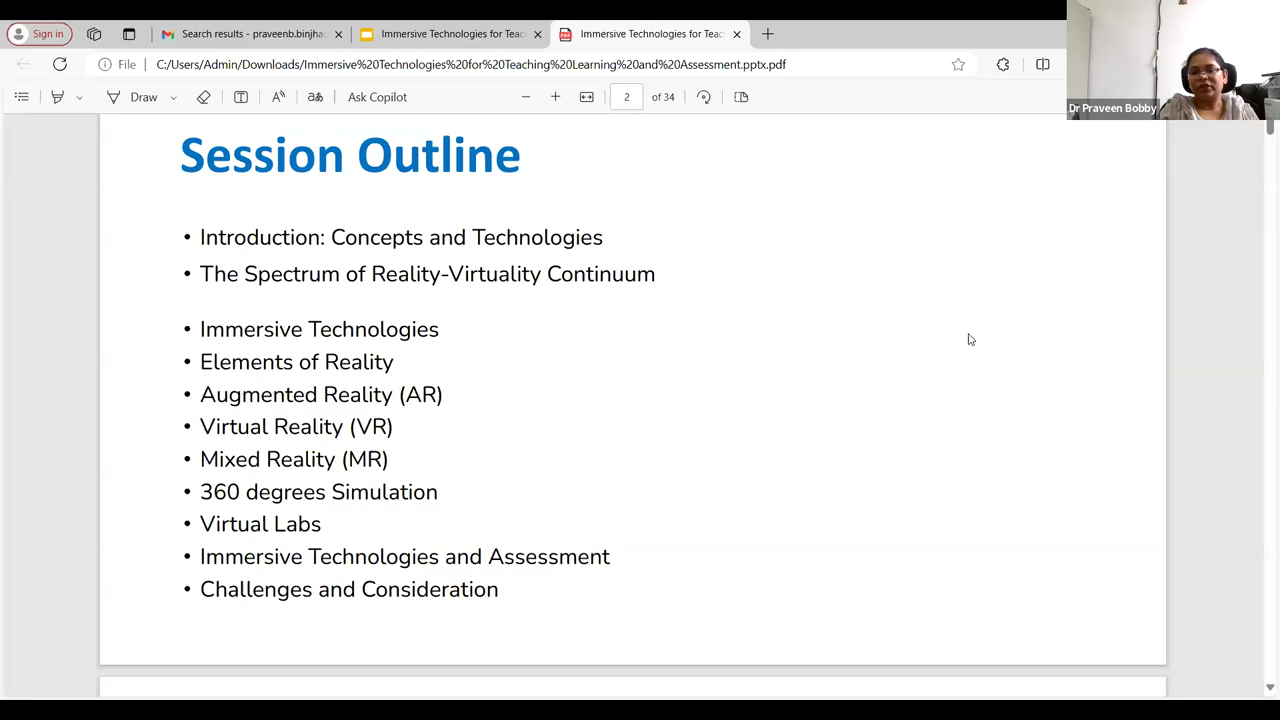 Sign in
Search results - praveenb.binjha
Immersive Technologies for Teac
Immersive Technologies for Teac
File
C:/Users/Admin/Downloads/Immersive%20Technologies%20for%20Teaching%20Learning%20and%20Assessment.pptx.pdf
Draw
Ask Copilot
2
of 34
Dr Praveen Bobby
Session Outline
• Introduction: Concepts and Technologies
• The Spectrum of Reality-Virtuality Continuum
• Immersive Technologies
• Elements of Reality
• Augmented Reality (AR)
• Virtual Reality (VR)
• Mixed Reality (MR)
• 360 degrees Simulation
• Virtual Labs
• Immersive Technologies and Assessment
• Challenges and Consideration